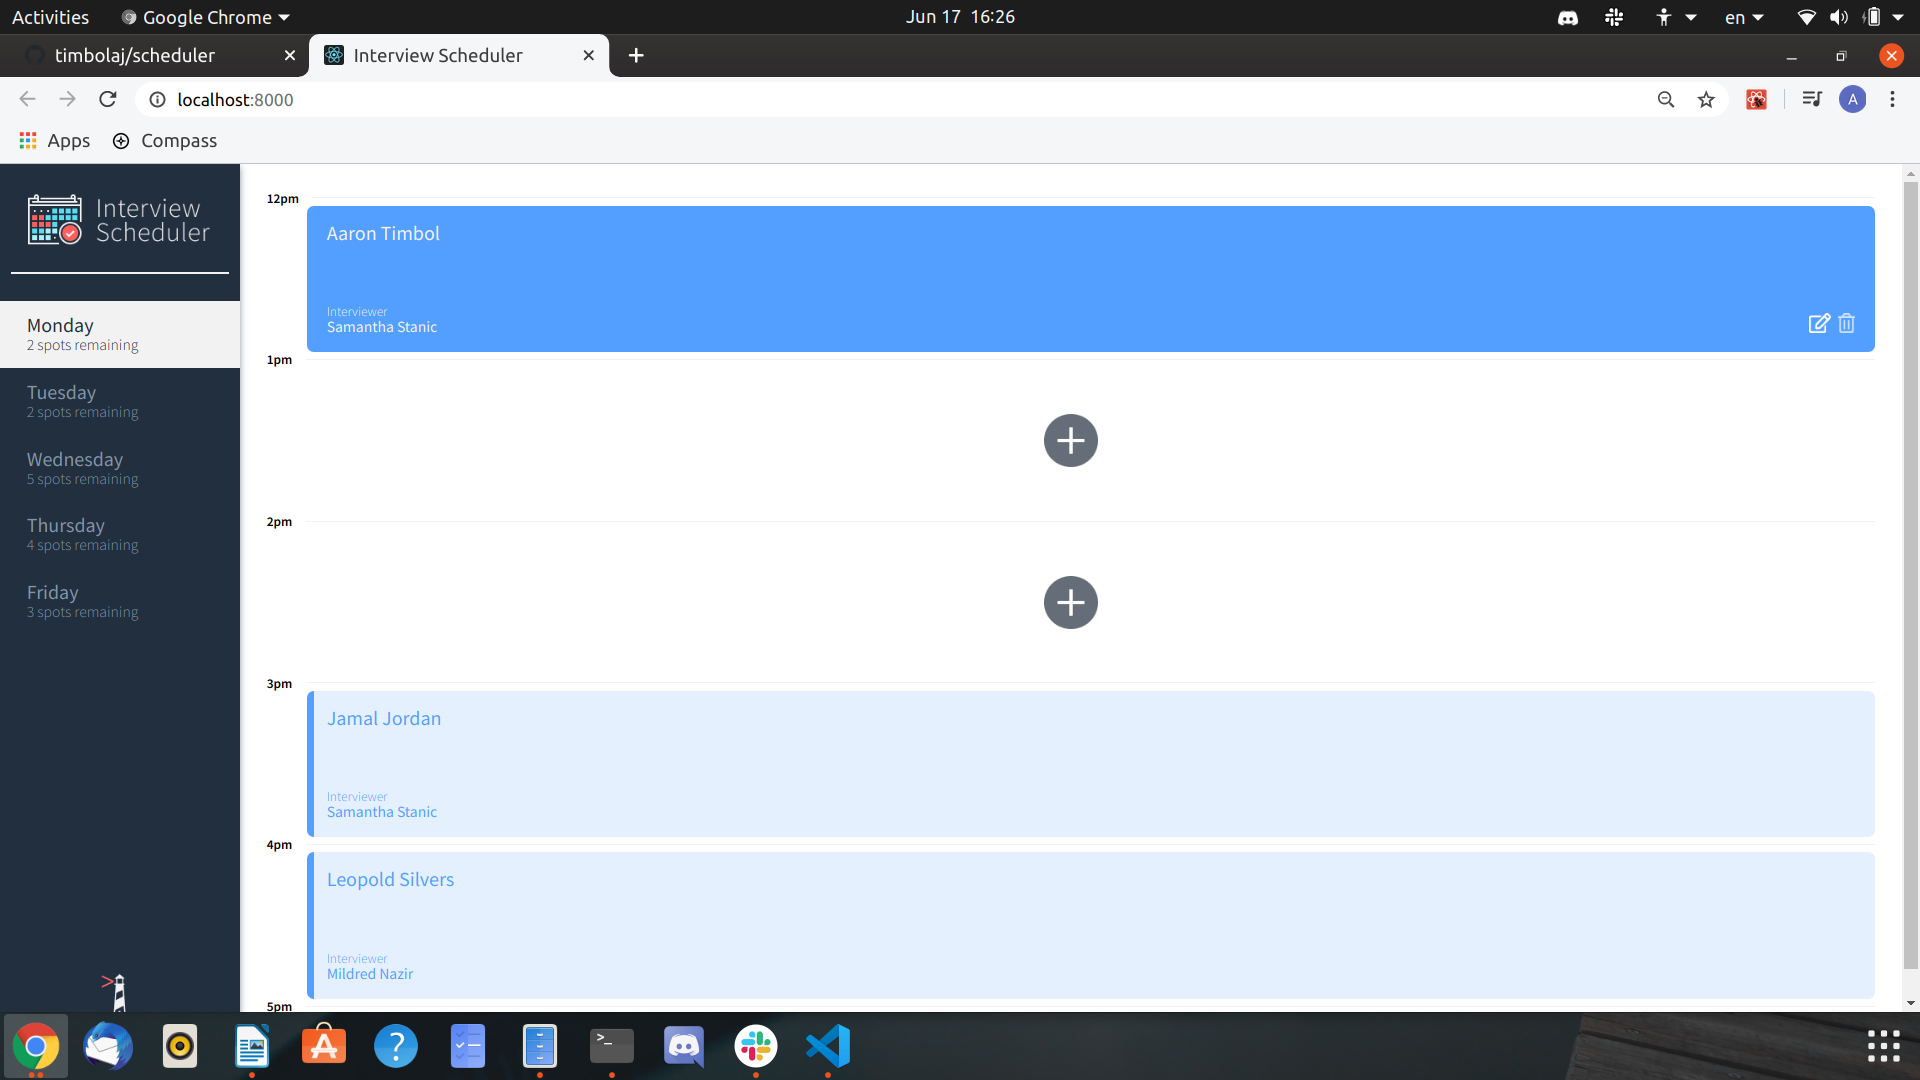 Activities
Google Chrome
Jun 17 16:26
en
timbolaj/scheduler
Interview Scheduler
localhost:8000
A
Apps
Compass
Interview
Scheduler
Monday
2 spots remaining
Tuesday
2 spots remaining
Wednesday
5 spots remaining
Thursday
4 spots remaining
Friday
3 spots remaining
12pm
Aaron Timbol
Interviewer
Samantha Stanic
1pm
2pm
3pm
Jamal Jordan
Interviewer
Samantha Stanic
4pm
Leopold Silvers
Interviewer
Mildred Nazir
5pm